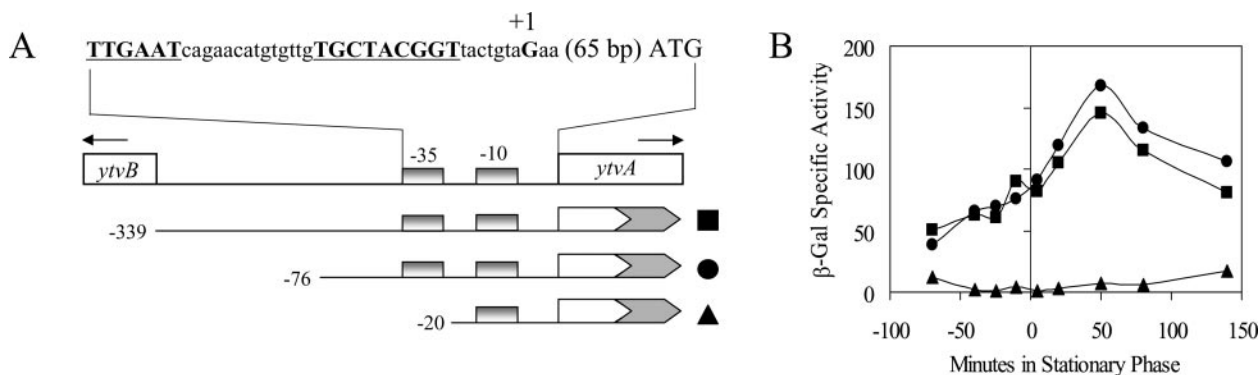 A
+1
TTGAATcagaacatgtgttgTGCTACGGTtactgtaGaa (65 bp) ATG
ytvB
-35
-10
ytvA
-339
-76
-20
B
β-Gal Specific Activity
200
150
100
50
0
-100
-50
0
50
100
150
Minutes in Stationary Phase